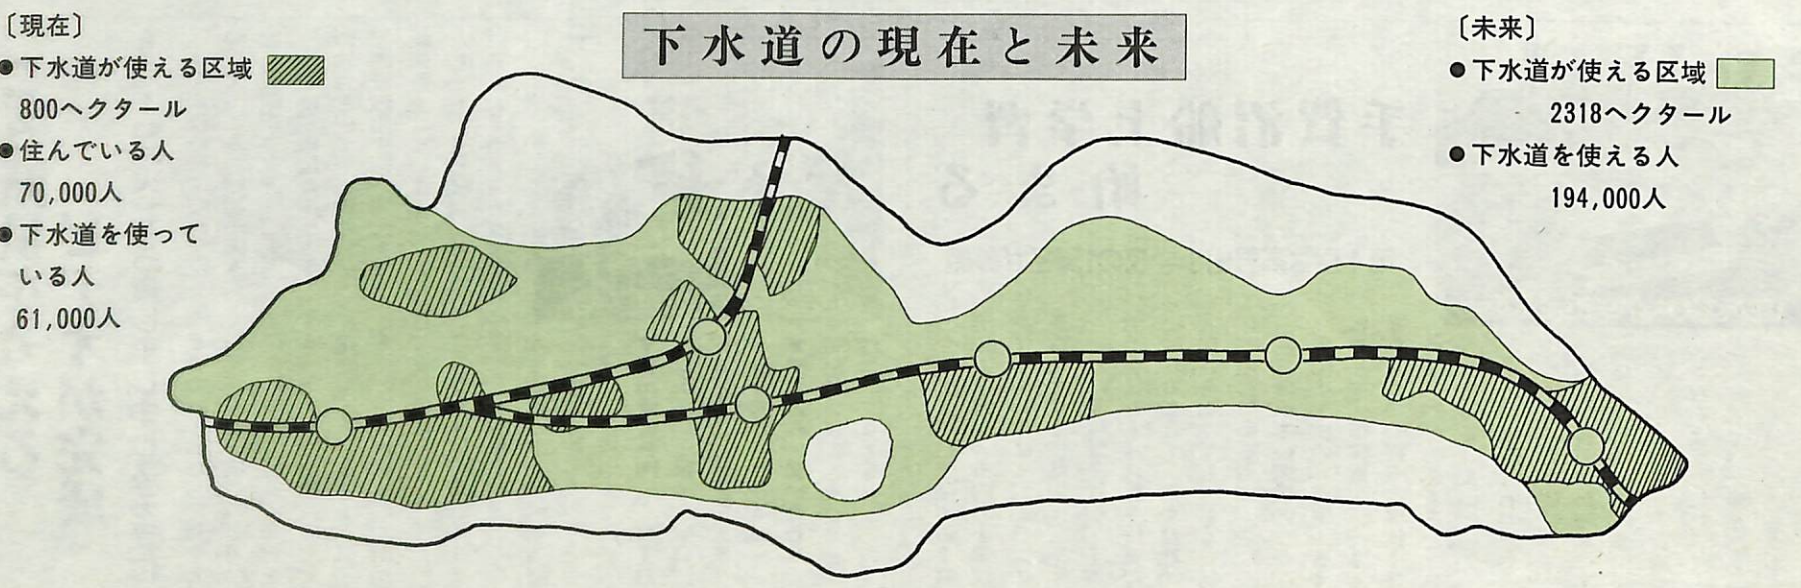 下水道の現在と未来
〔現在〕
●下水道が使える区域
800ヘクタール
●住んでいる人
70,000人
●下水道を使って
いる人
61,000人
〔未来〕
●下水道が使える区域
2318ヘクタール
●下水道を使える人
194,000人